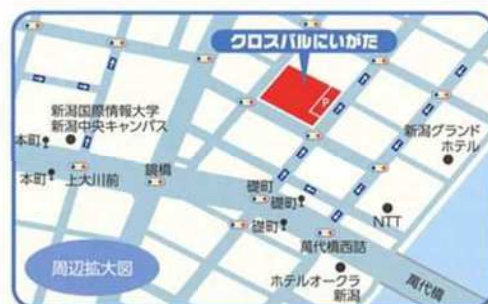 クロスパルにいがた
P
新潟国際情報大学
新潟中央キャンパス
本町
本町
上大川前
鏡橋
礎町
礎町
礎町
新潟グランド
ホテル
NTT
萬代橋西詰
ホテルオークラ
新潟
萬代橋
周辺拡大図